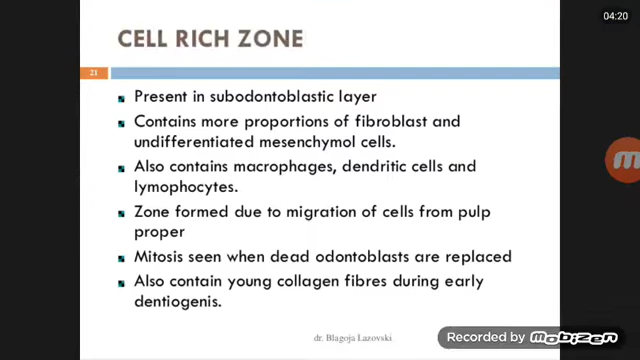 04:20
CELL RICH ZONE
21
Present in subodontoblastic layer
Contains more proportions of fibroblast and
undifferentiated mesenchymol cells.
Also contains macrophages, dendritic cells and
lymophocytes.
Zone formed due to migration of cells from pulp
proper
Mitosis seen when dead odontoblasts are replaced
Also contain young collagen fibres during early
dentiogenis.
dr. Blagoja Lazovski
Recorded by mobizen